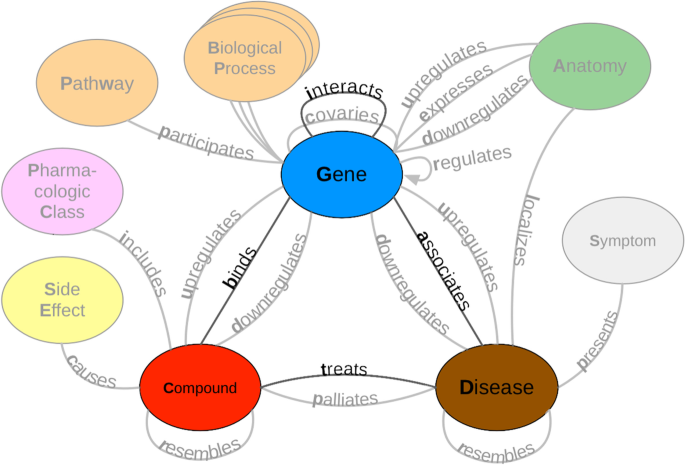 Biological
Process
Pathway
Anatomy
interacts
covaries
upregulates
expresses
downregulates
participates
regulates
Gene
Pharma-
cologic
Class
includes
upregulates
binds
downregulates
downregulates
associates
upregulates
localizes
Symptom
Side
Effect
causes
presents
Compound
treats
palliates
Disease
resembles
resembles